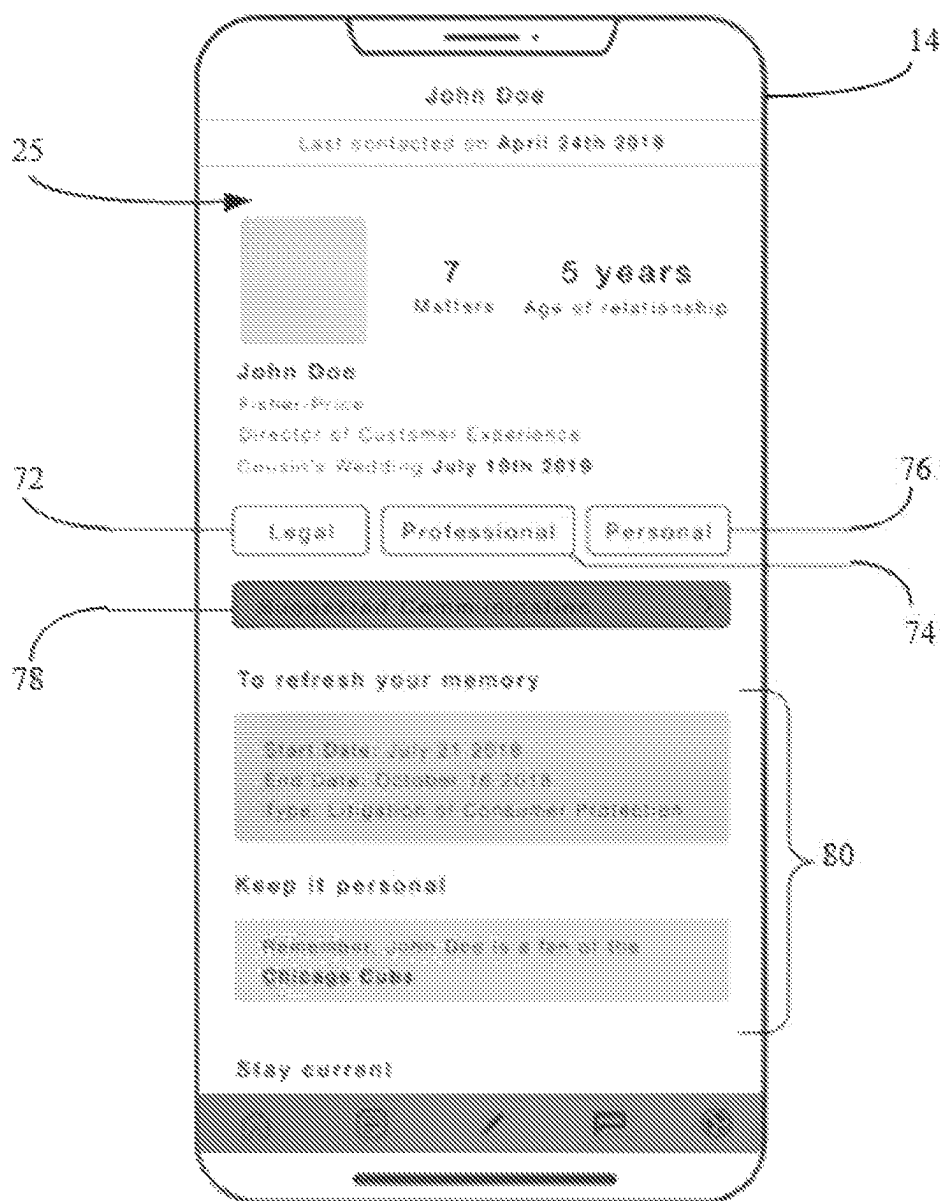 14
John Doe
Last contacted on April 24th 2019
25
7
5 years
Matters
Age of relationship
John Doe
Fisher-Price
Director of Customer Experience
Cousin's Wedding July 19th 2019
72
76
Legal
Professional
Personal
78
74
To refresh your memory
Start Date: July 21 2018
End Date: October 18 2018
Type: Litigation of Consumer Protection
80
Keep it personal
Remember, John Doe is a fan of the
Chicago Cubs
Stay current